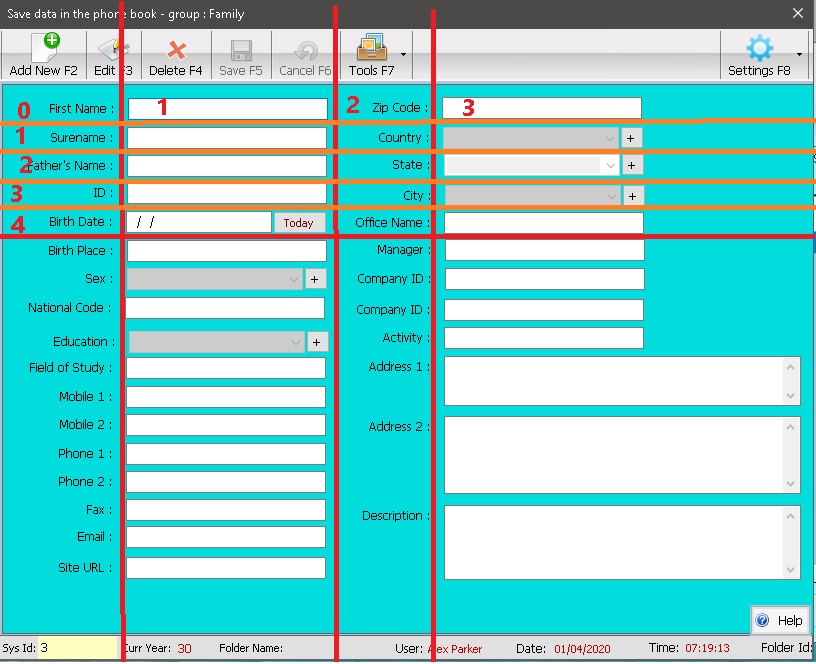 Save data in the phone book - group : Family
Add New F2 Edit F3 Delete F4 Save F5 Cancel F6 Tools F7 Settings F8
0 First Name : 1 2 Zip Code : 3
1 Surename : Country : +
2 Father's Name : State : +
3 ID : City : +
4 Birth Date : / / Today Office Name :
Birth Place : Manager :
Sex : + Company ID :
National Code : Company ID :
Education : + Activity :
Field of Study : Address 1 :
Mobile 1 :
Mobile 2 : Address 2 :
Phone 1 :
Phone 2 :
Fax : Description :
Email :
Site URL :
Help
Sys Id: 3 Curr Year: 30 Folder Name: User: Alex Parker Date: 01/04/2020 Time: 07:19:13 Folder Id: